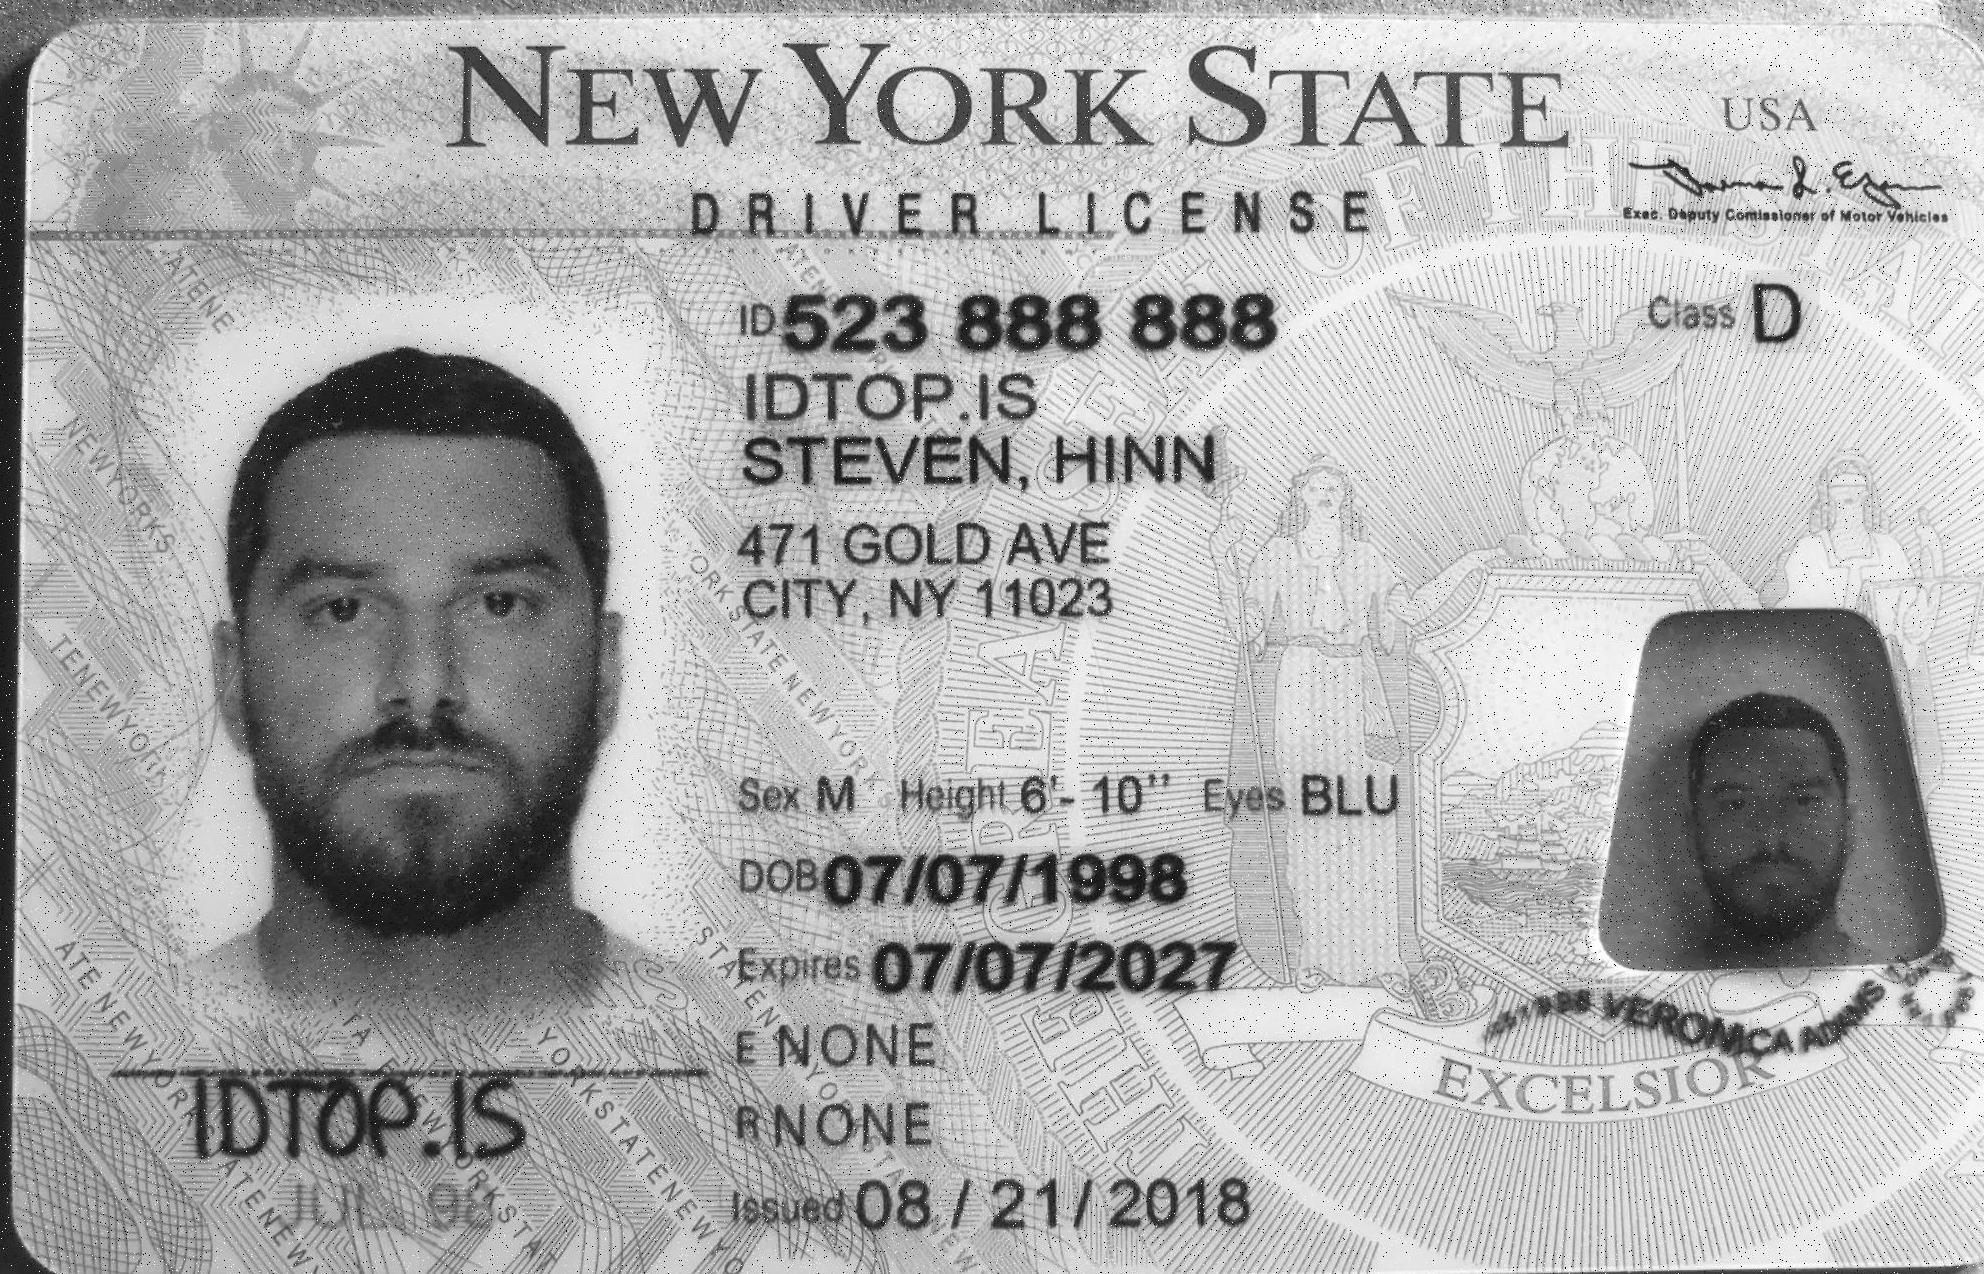 NEW YORK STATE
USA
Exec. Deputy Comissioner of Motor Vehicles
DRIVER LICENSE
ID 523 888 888
Class D
IDTOP.IS
STEVEN, HINN
471 GOLD AVE
CITY, NY 11023
Sex M Height 6'- 10'' Eyes BLU
DOB 07/07/1998
Expires 07/07/2027
E NONE
R NONE
Issued 08 / 21 / 2018
IDTOP.IS
JUL 98
VERONICA ADAMS
EXCELSIOR